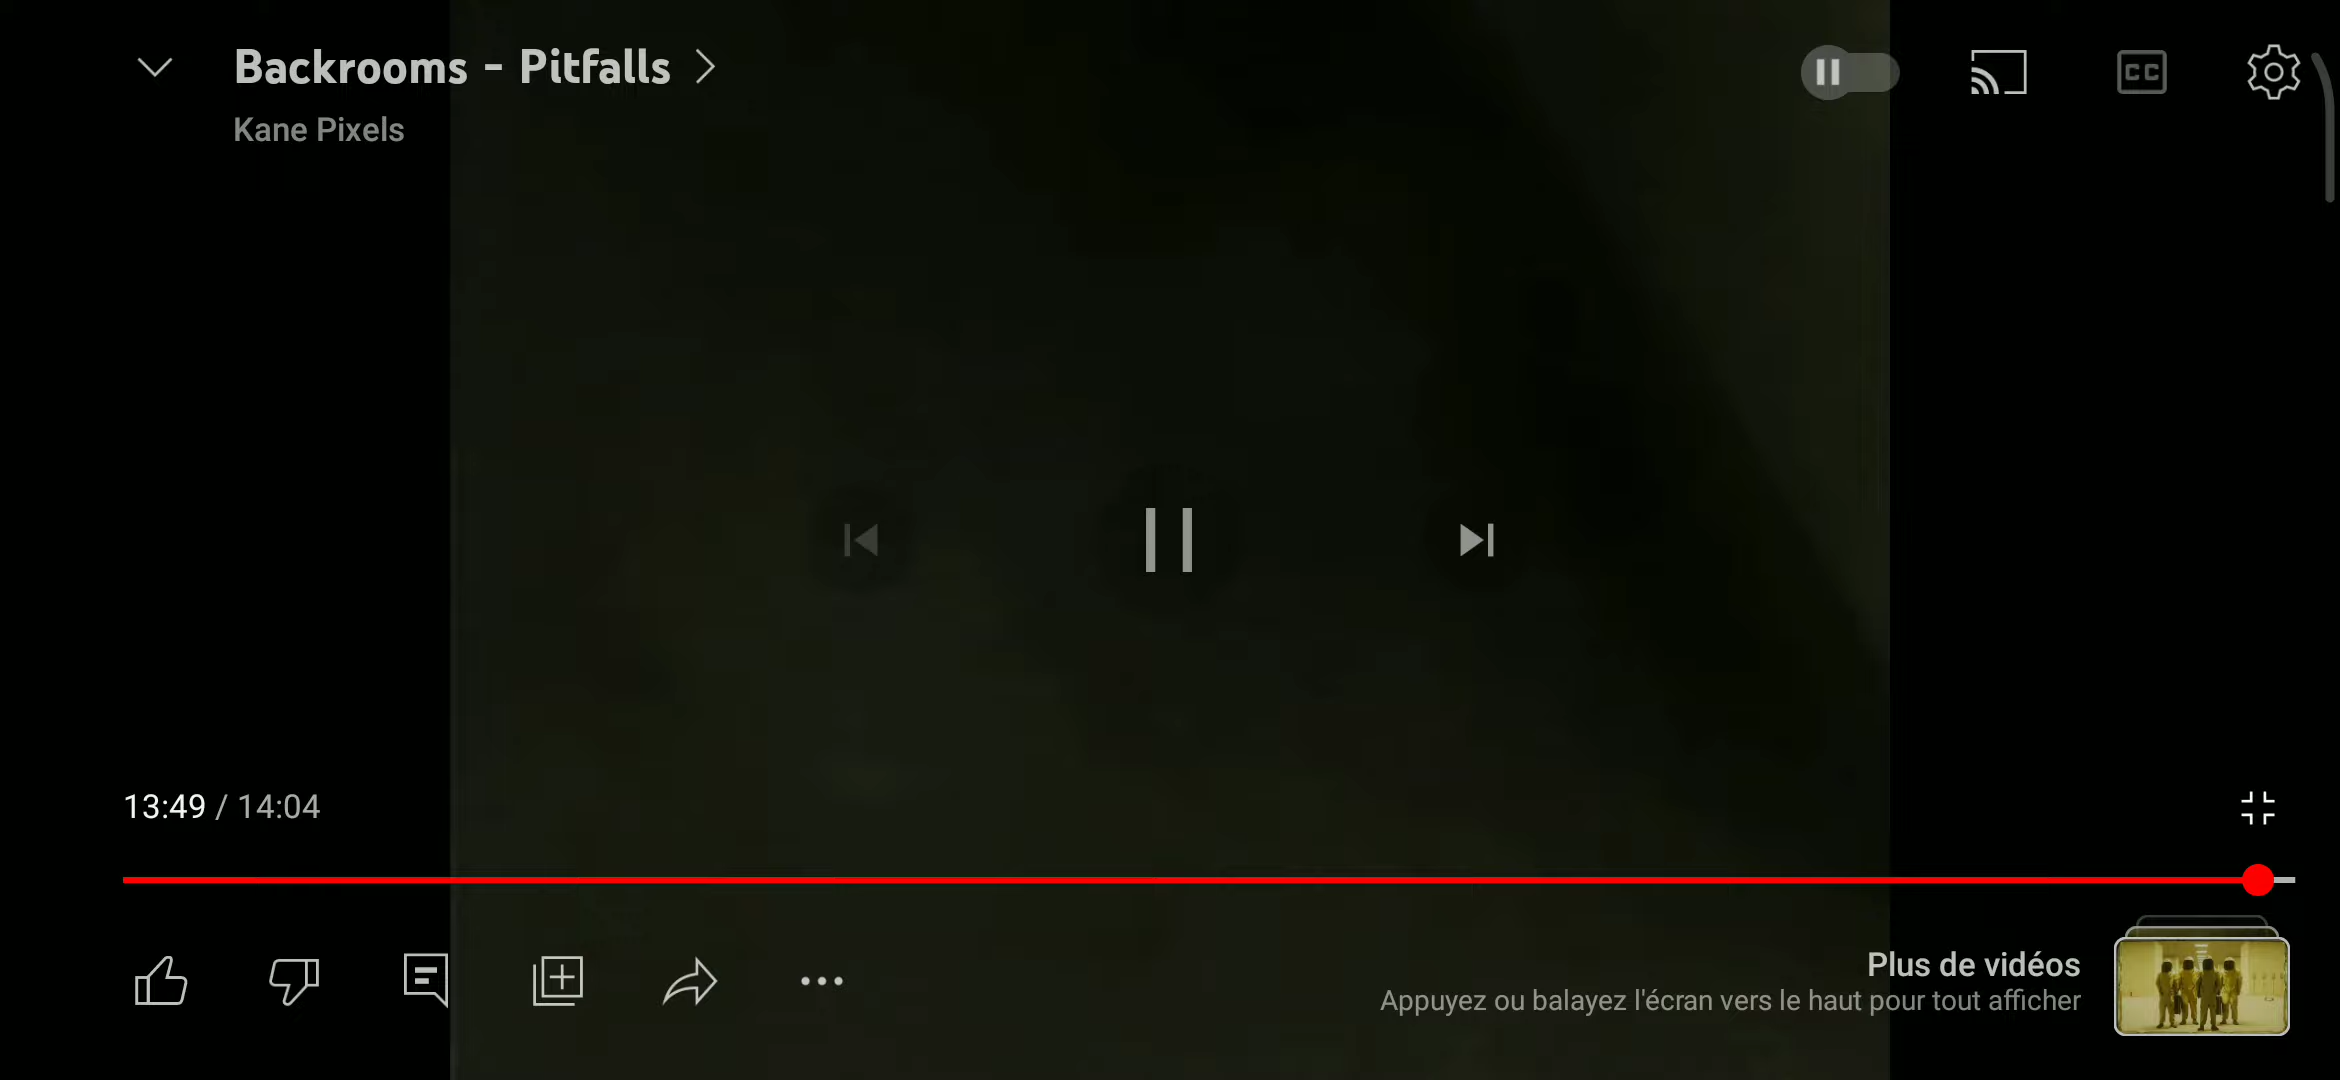 Backrooms - Pitfalls
Kane Pixels
CC
13:49 / 14:04
Plus de vidéos
Appuyez ou balayez l'écran vers le haut pour tout afficher